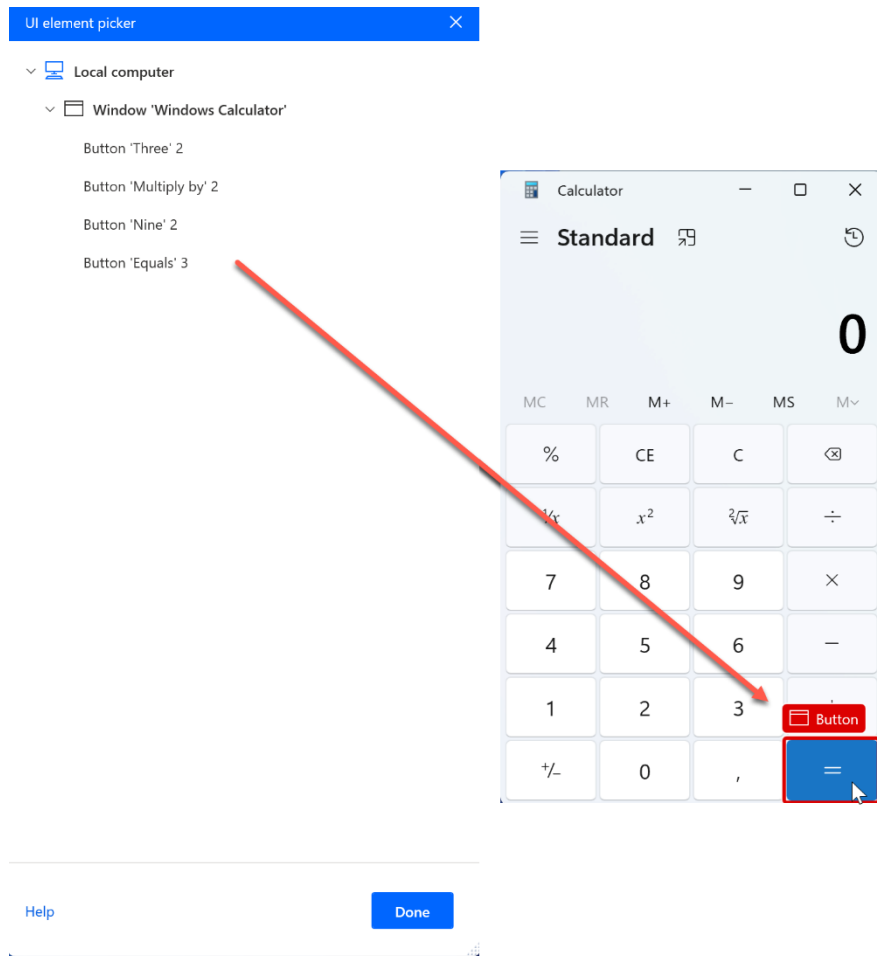 UI element picker
Local computer
Window 'Windows Calculator'
Button 'Three' 2
Button 'Multiply by' 2
Button 'Nine' 2
Button 'Equals' 3
Help
Done
Calculator
Standard
0
MC MR M+ M− MS M
% CE C
x² ²√x ÷
7 8 9 ×
4 5 6 −
1 2 3
Button
+/− 0 , =